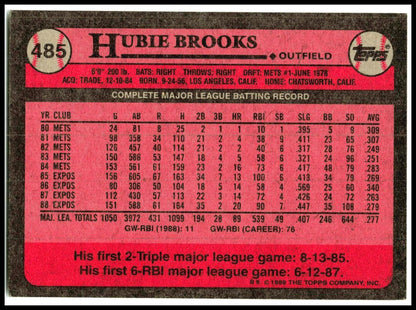 485
HUBIE BROOKS
OUTFIELD
Topps
6'0" 200 lb. BATS: RIGHT THROWS: RIGHT DRAFT: METS #1-JUNE 1978
ACQ: TRADE, 12-10-84 BORN: 9-24-56, LOS ANGELES, CALIF. HOME: CHATSWORTH, CALIF.
COMPLETE MAJOR LEAGUE BATTING RECORD
YR CLUB G AB R H 2B 3B HR RBI SB SLG BB SO AVG
80 METS 24 81 8 25 2 1 1 10 1 .395 5 9 .309
81 METS 98 358 34 110 21 2 4 38 9 .411 23 65 .307
82 METS 126 457 40 114 21 2 2 40 6 .317 28 76 .249
83 METS 150 586 53 147 18 4 5 58 6 .321 24 96 .251
84 METS 153 561 61 159 23 2 16 73 6 .417 48 79 .283
85 EXPOS 156 605 67 163 34 7 13 100 6 .413 34 79 .269
86 EXPOS 80 306 50 104 18 5 14 58 4 .569 25 60 .340
87 EXPOS 112 430 57 113 22 3 14 72 4 .426 24 72 .263
88 EXPOS 151 588 61 164 35 2 20 90 7 .447 35 108 .279
MAJ. LEA. TOTALS 1050 3972 431 1099 194 28 89 539 49 .407 246 644 .277
GW-RBI (1988): 11 GW-RBI (CAREER): 76
His first 2-Triple major league game: 8-13-85.
His first 6-RBI major league game: 6-12-87.
B* © 1989 THE TOPPS COMPANY, INC.